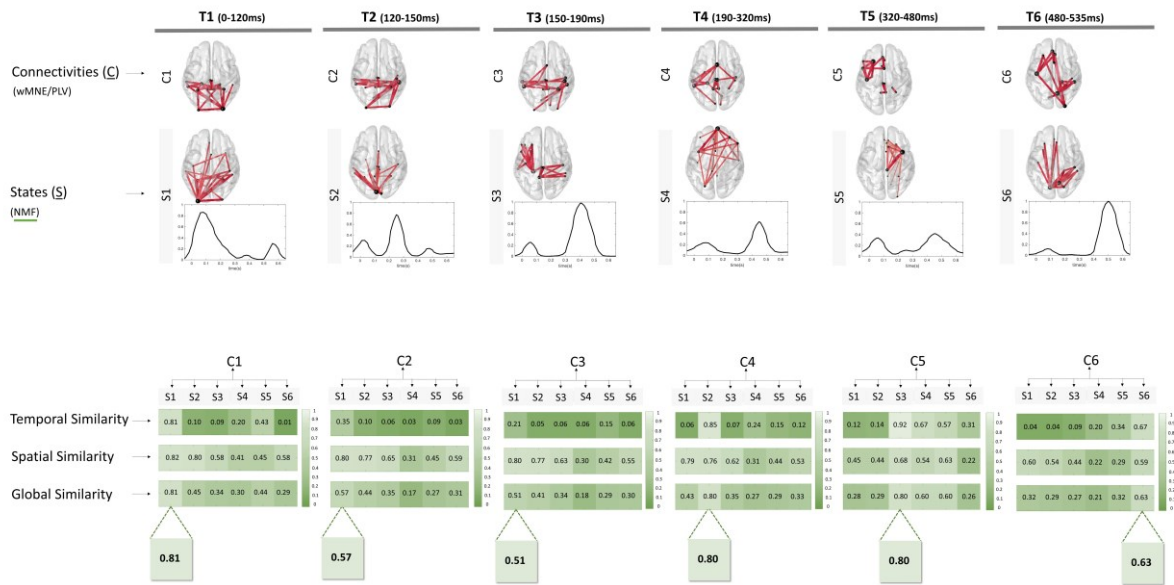 T1 (0-120ms) T2 (120-150ms) T3 (150-190ms) T4 (190-320ms) T5 (320-480ms) T6 (480-535ms)
Connectivities (C)
(wMNE/PLV)
C1 C2 C3 C4 C5 C6
States (S)
(NMF)
S1 S2 S3 S4 S5 S6
time(s) time(s) time(s) time(s) time(s) time(s)
C1 C2 C3 C4 C5 C6
S1 S2 S3 S4 S5 S6 S1 S2 S3 S4 S5 S6 S1 S2 S3 S4 S5 S6 S1 S2 S3 S4 S5 S6 S1 S2 S3 S4 S5 S6 S1 S2 S3 S4 S5 S6
Temporal Similarity 0.81 0.10 0.09 0.20 0.43 0.01 0.35 0.10 0.06 0.03 0.09 0.03 0.21 0.05 0.06 0.06 0.15 0.06 0.06 0.85 0.07 0.24 0.15 0.12 0.12 0.14 0.92 0.67 0.57 0.31 0.04 0.04 0.09 0.20 0.34 0.67
Spatial Similarity 0.82 0.80 0.58 0.41 0.45 0.58 0.80 0.77 0.65 0.31 0.45 0.59 0.80 0.77 0.63 0.30 0.42 0.55 0.79 0.76 0.62 0.31 0.44 0.53 0.45 0.44 0.68 0.54 0.63 0.22 0.60 0.54 0.44 0.22 0.29 0.59
Global Similarity 0.81 0.45 0.34 0.30 0.44 0.29 0.57 0.44 0.35 0.17 0.27 0.31 0.51 0.41 0.34 0.18 0.29 0.30 0.43 0.80 0.35 0.27 0.29 0.33 0.28 0.29 0.80 0.60 0.60 0.26 0.32 0.29 0.27 0.21 0.32 0.63
0.81 0.57 0.51 0.80 0.80 0.63